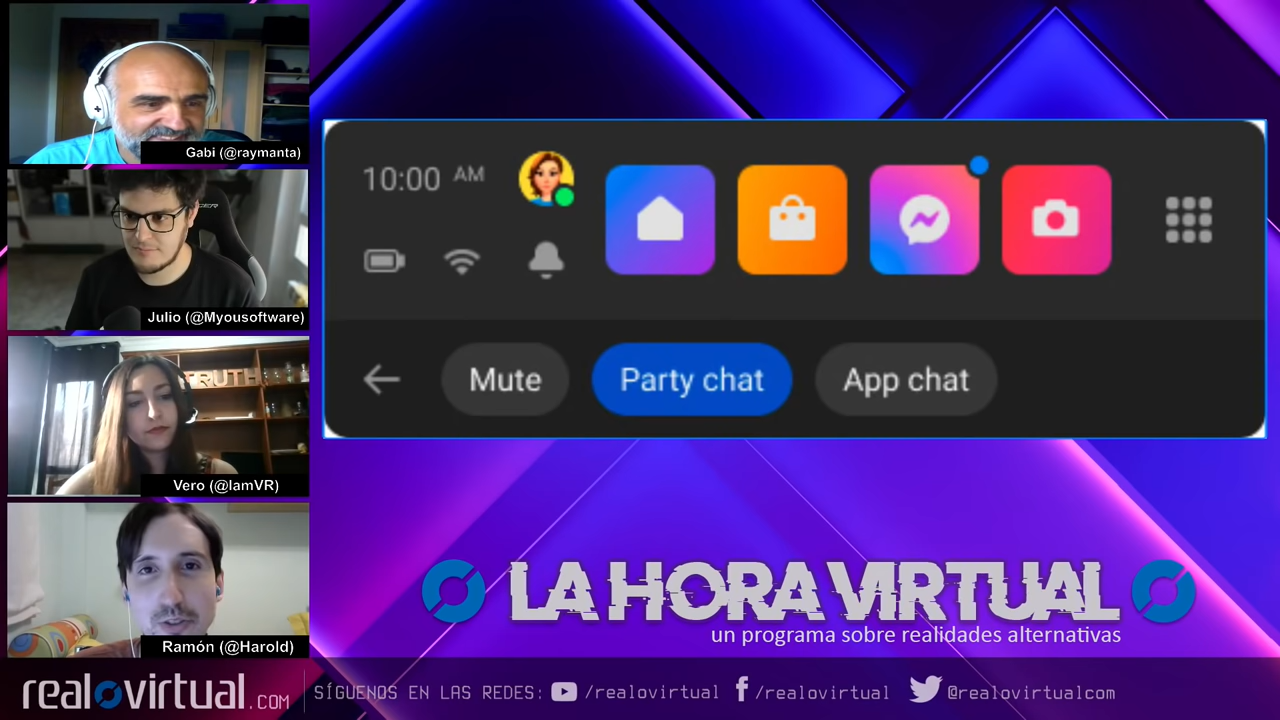 Gabi (@raymanta)
Julio (@Myousoftware)
TRUTH
Vero (@IamVR)
Ramón (@Harold)
10:00 AM
Mute
Party chat
App chat
LA HORA VIRTUAL
un programa sobre realidades alternativas
realovirtual.COM
SÍGUENOS EN LAS REDES: /realovirtual /realovirtual @realovirtualcom